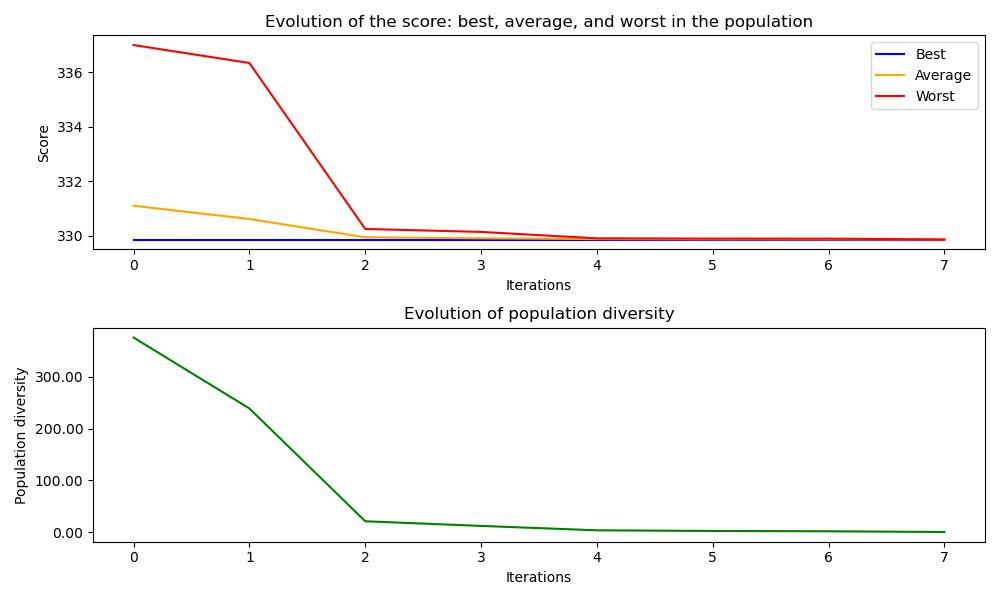 Evolution of the score: best, average, and worst in the population
Score
336
334
332
330
Best
Average
Worst
0 1 2 3 4 5 6 7
Iterations
Evolution of population diversity
Population diversity
300.00
200.00
100.00
0.00
0 1 2 3 4 5 6 7
Iterations